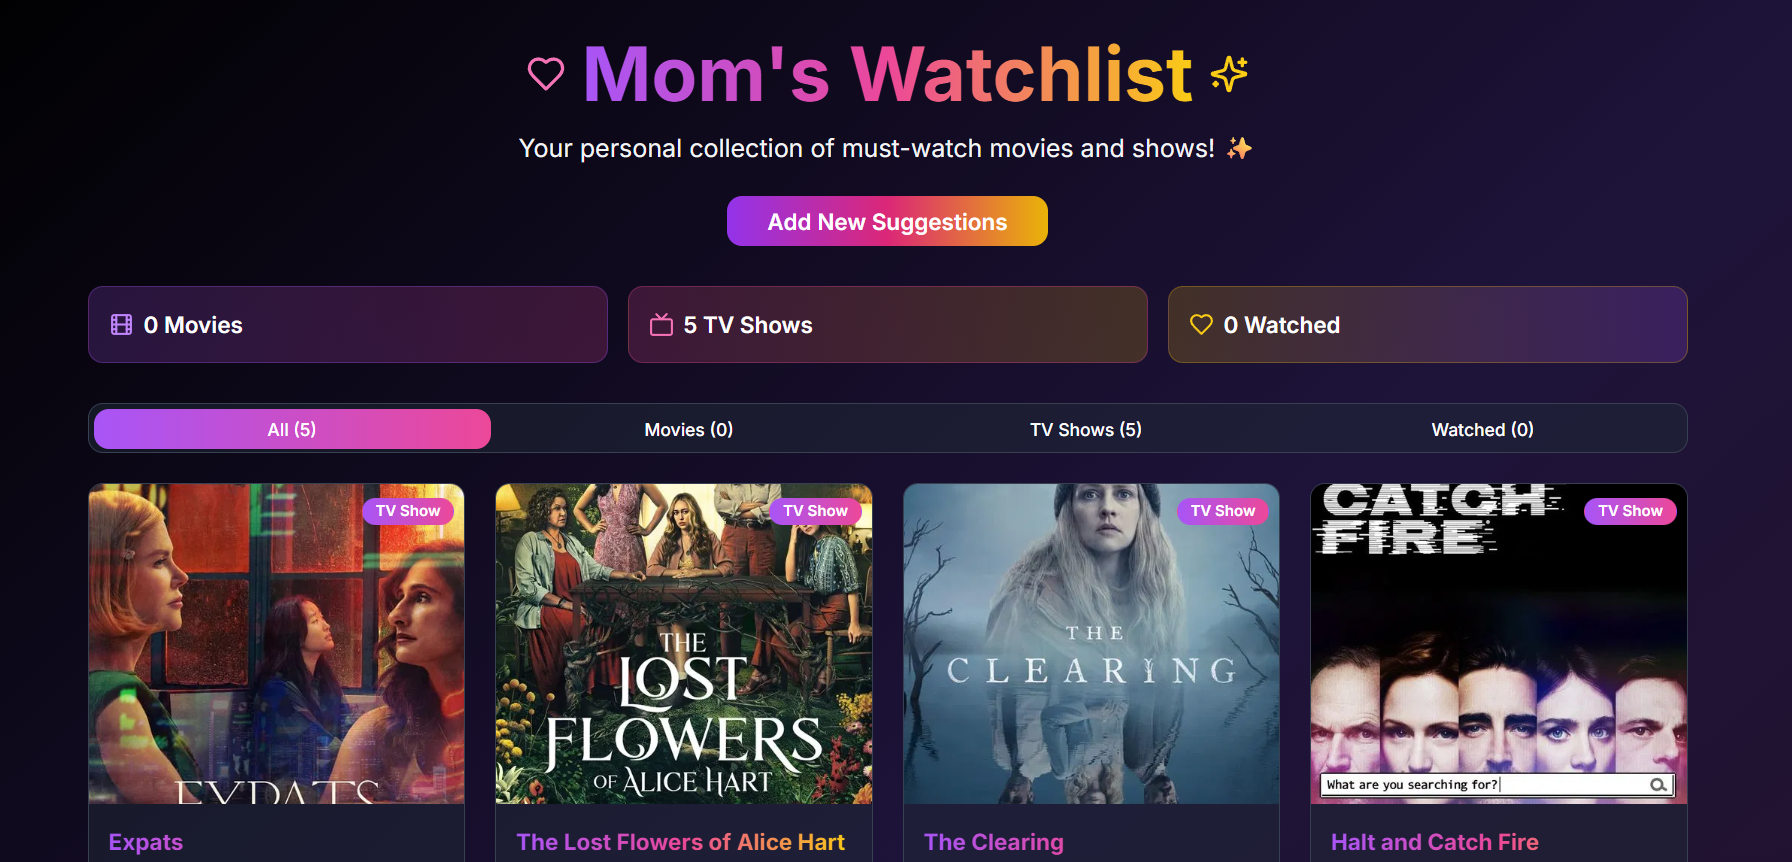 Mom's Watchlist
Your personal collection of must-watch movies and shows! ✨
Add New Suggestions
0 Movies
5 TV Shows
0 Watched
All (5)
Movies (0)
TV Shows (5)
Watched (0)
TV Show
EXPATS
Expats
TV Show
THE
LOST
FLOWERS
OF ALICE HART
The Lost Flowers of Alice Hart
TV Show
THE
CLEARING
The Clearing
CATCH
FIRE
TV Show
What are you searching for?
Halt and Catch Fire